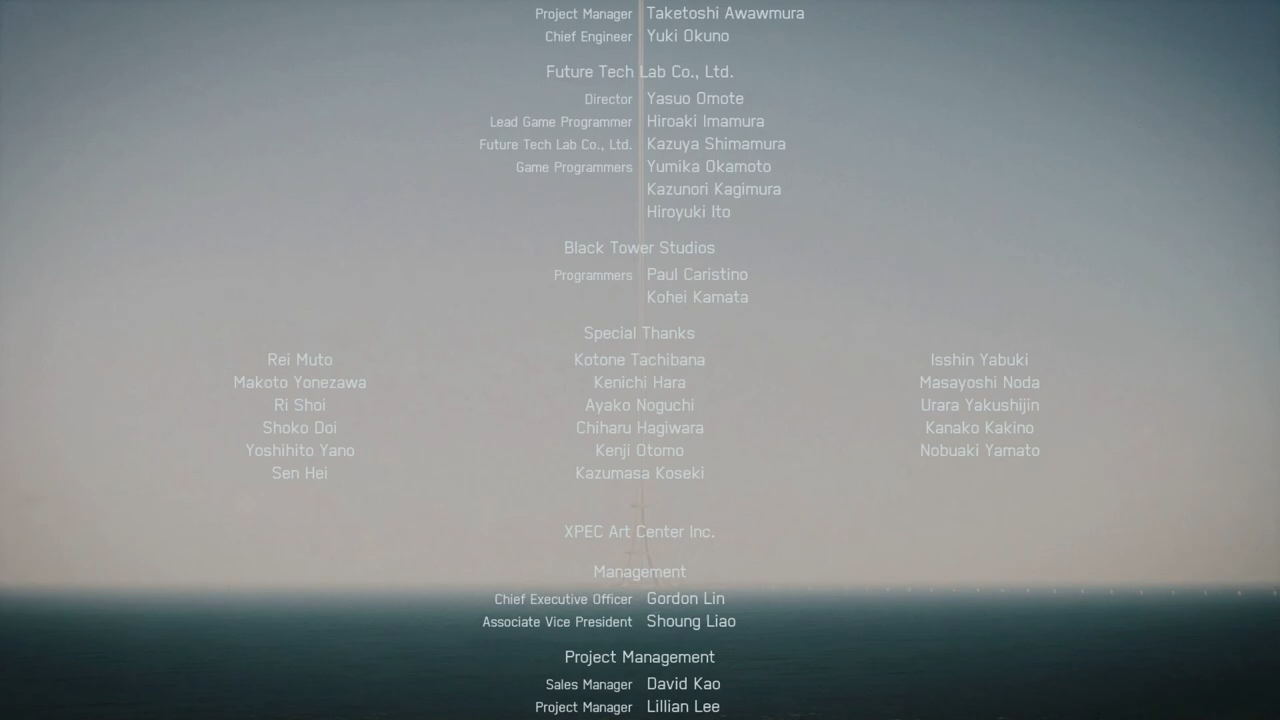 Project Manager Taketoshi Awawmura
Chief Engineer Yuki Okuno
Future Tech Lab Co., Ltd.
Director Yasuo Omote
Lead Game Programmer Hiroaki Imamura
Future Tech Lab Co., Ltd. Kazuya Shimamura
Game Programmers Yumika Okamoto
Kazunori Kagimura
Hiroyuki Ito
Black Tower Studios
Programmers Paul Caristino
Kohei Kamata
Special Thanks
Rei Muto Kotone Tachibana Isshin Yabuki
Makoto Yonezawa Kenichi Hara Masayoshi Noda
Ri Shoi Ayako Noguchi Urara Yakushijin
Shoko Doi Chiharu Hagiwara Kanako Kakino
Yoshihito Yano Kenji Otomo Nobuaki Yamato
Sen Hei Kazumasa Koseki
XPEC Art Center Inc.
Management
Chief Executive Officer Gordon Lin
Associate Vice President Shoung Liao
Project Management
Sales Manager David Kao
Project Manager Lillian Lee